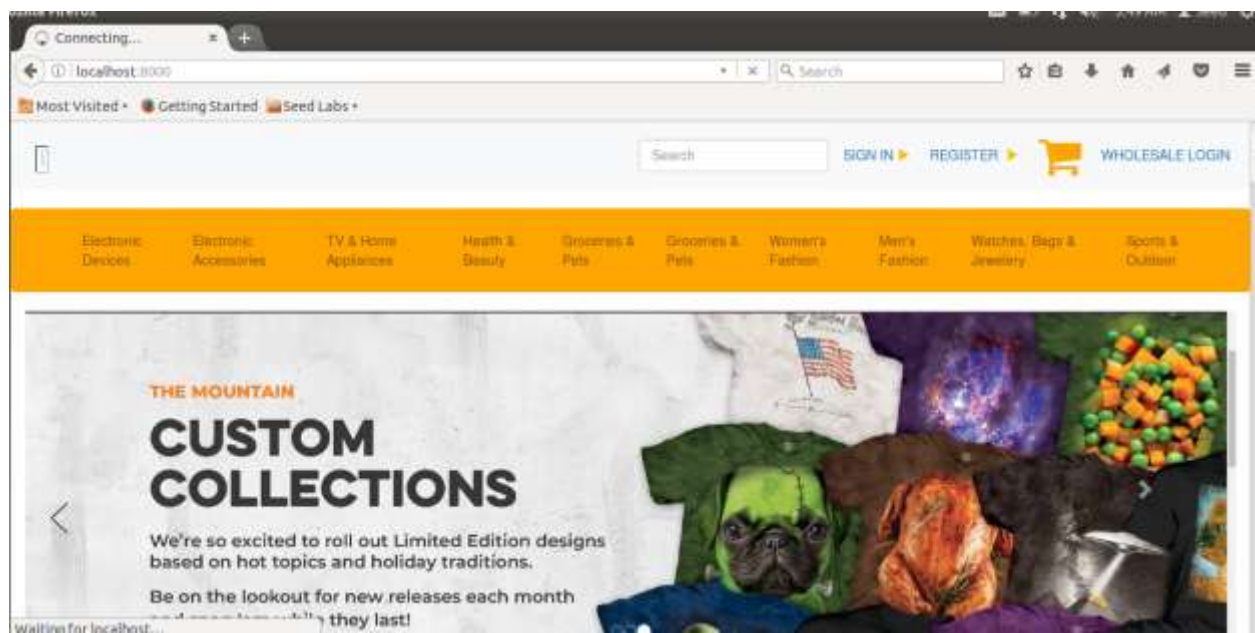 Connecting...
localhost:8000
Search
Most Visited
Getting Started
Seed Labs
Search
SIGN IN
REGISTER
WHOLESALE LOGIN
Electronic Devices
Electronic Accessories
TV & Home Appliances
Health & Beauty
Groceries & Pets
Groceries & Pets
Women's Fashion
Men's Fashion
Watches, Bags & Jewelery
Sports & Outdoor
THE MOUNTAIN
CUSTOM
COLLECTIONS
We're so excited to roll out Limited Edition designs
based on hot topics and holiday traditions.
Be on the lookout for new releases each month
they last!
Waiting for localhost...